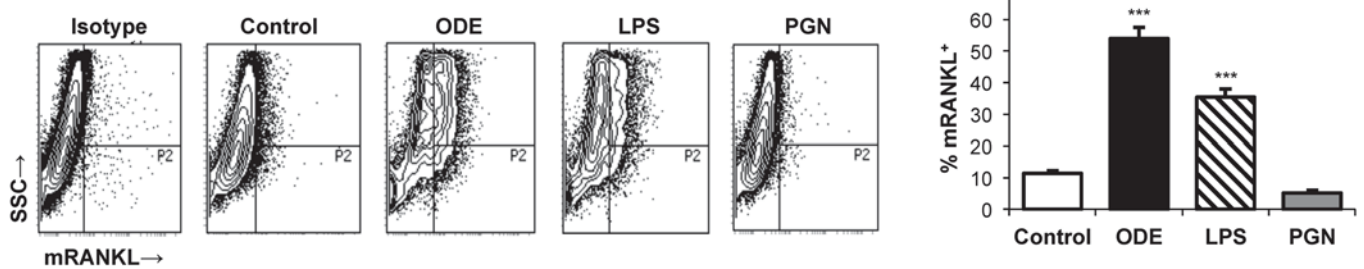 Isotype
Control
ODE
LPS
PGN
P2
P2
P2
P2
P2
SSC→
mRANKL→
% mRANKL⁺
60
50
40
30
20
10
0
***
***
Control
ODE
LPS
PGN